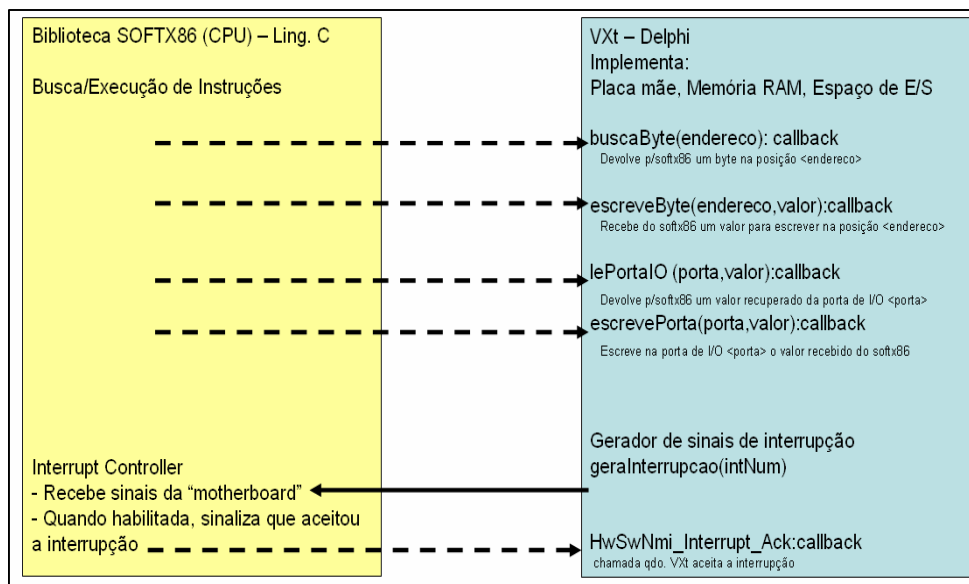 Biblioteca SOFTX86 (CPU) – Ling. C
Busca/Execução de Instruções
Interrupt Controller
- Recebe sinais da “motherboard”
- Quando habilitada, sinaliza que aceitou
a interrupção
VXt – Delphi
Implementa:
Placa mãe, Memória RAM, Espaço de E/S
buscaByte(endereco): callback
Devolve p/softx86 um byte na posição <endereco>
escreveByte(endereco,valor):callback
Recebe do softx86 um valor para escrever na posição <endereco>
lePortaIO (porta,valor):callback
Devolve p/softx86 um valor recuperado da porta de I/O <porta>
escrevePorta(porta,valor):callback
Escreve na porta de I/O <porta> o valor recebido do softx86
Gerador de sinais de interrupção
geraInterrupcao(intNum)
HwSwNmi_Interrupt_Ack:callback
chamada qdo. VXt aceita a interrupção